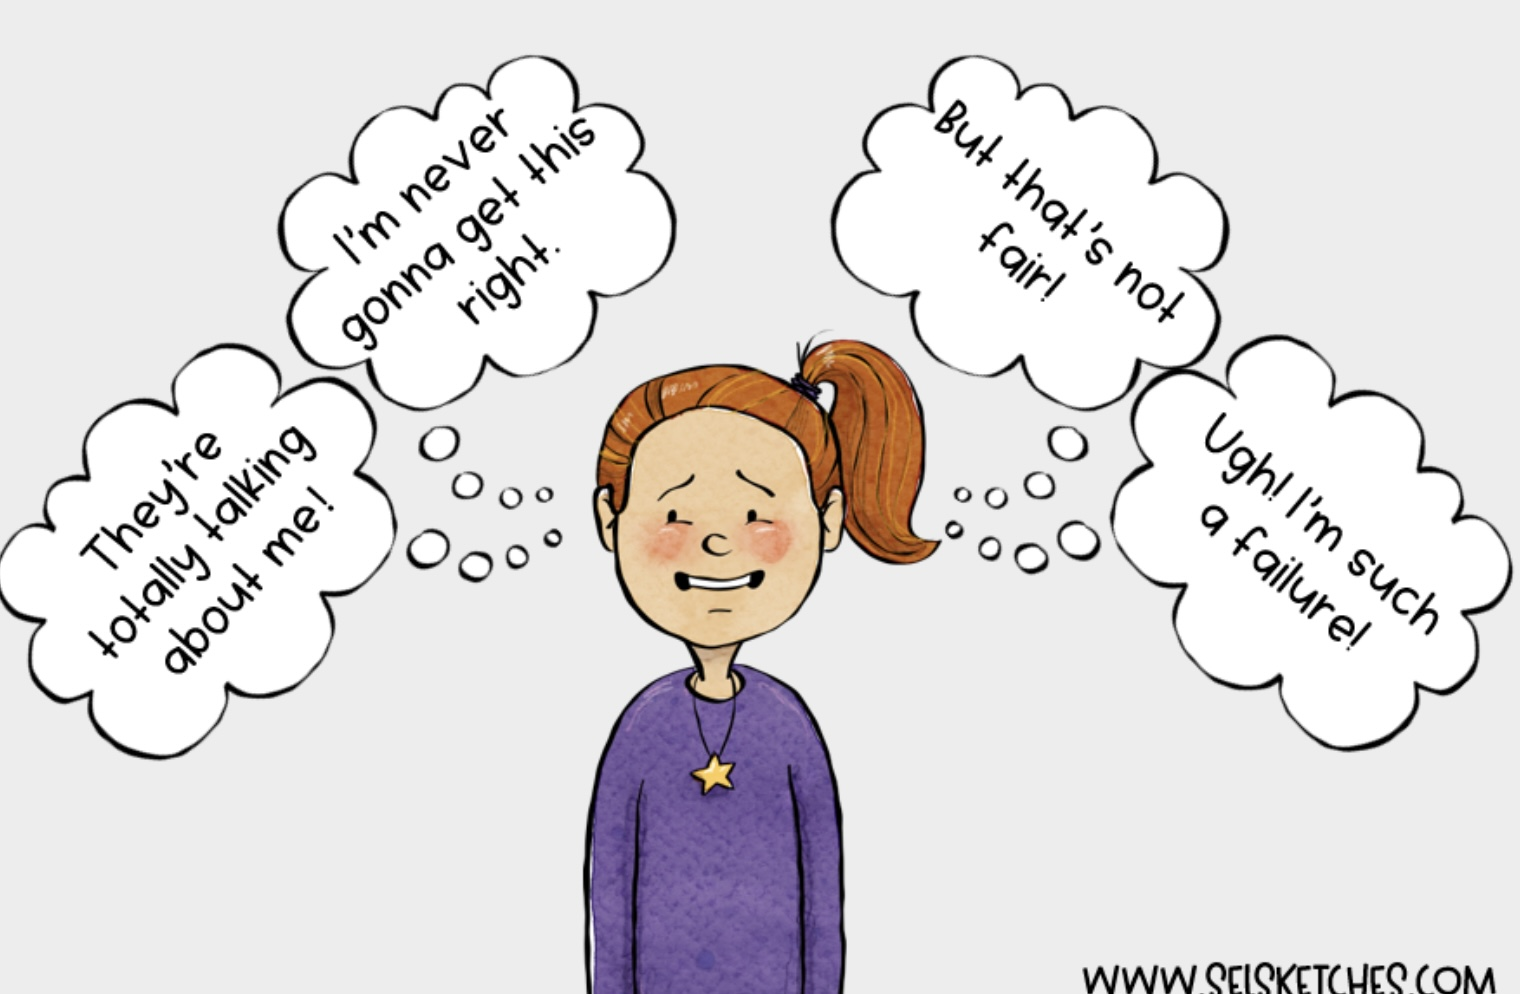 I'm never
gonna get this
right.
But that's not
fair!
They're
totally talking
about me!
Ugh! I'm such
a failure!
WWW.SELSKETCHES.COM